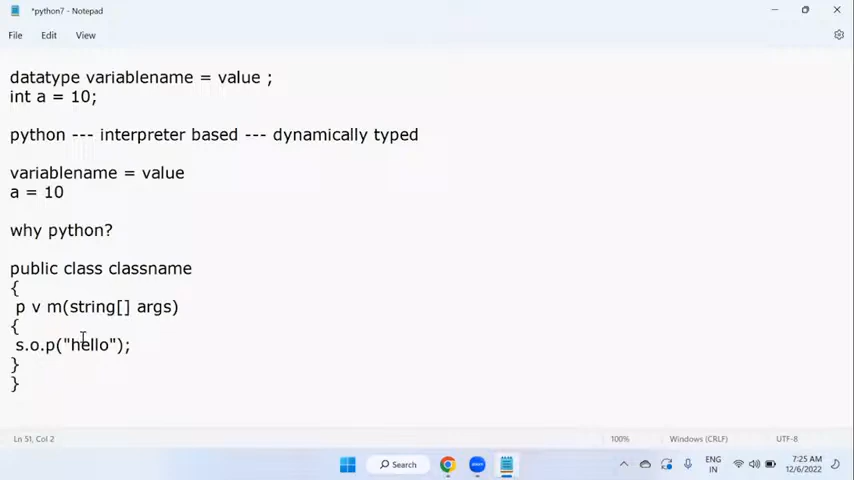 *python7 - Notepad
File Edit View
datatype variablename = value ;
int a = 10;
python --- interpreter based --- dynamically typed
variablename = value
a = 10
why python?
public class classname
{
p v m(string[] args)
{
s.o.p("hello");
}
}
Ln 51, Col 2 100% Windows (CRLF) UTF-8
Search zoom ENG 7:25 AM
IN 12/6/2022